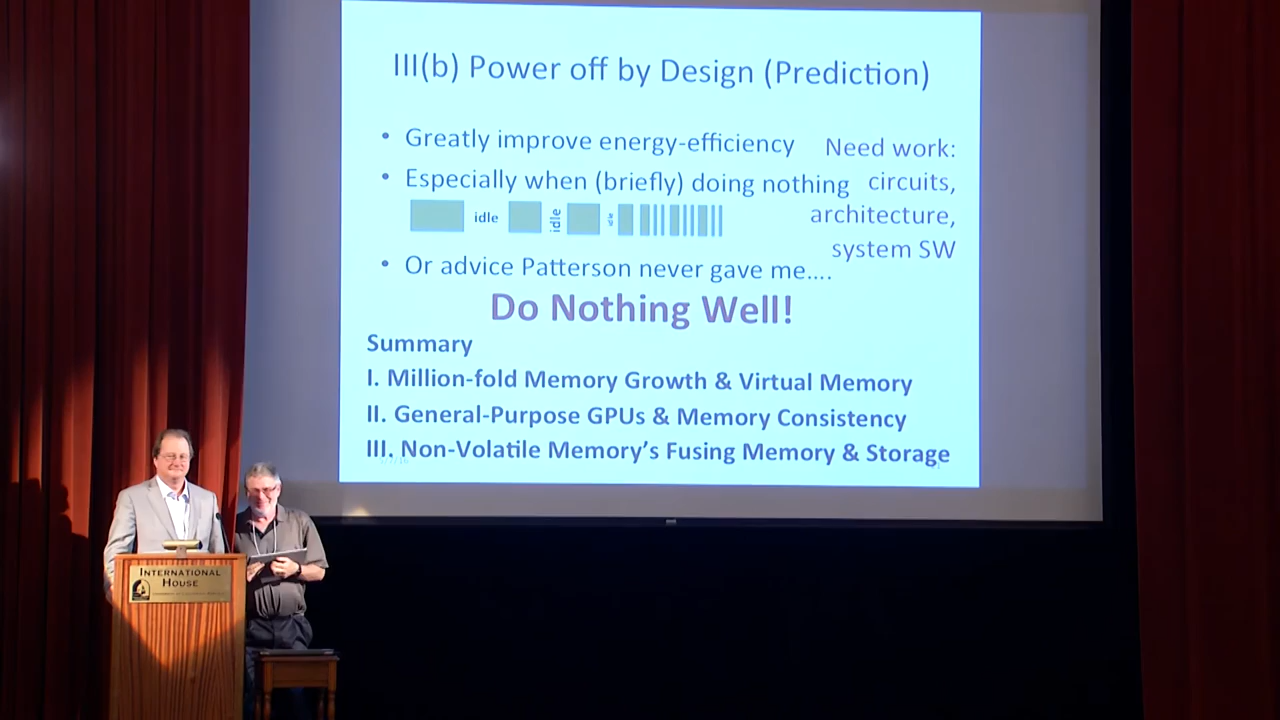 III(b) Power off by Design (Prediction)
• Greatly improve energy-efficiency
• Especially when (briefly) doing nothing
idle
idle
Need work:
circuits,
architecture,
system SW
• Or advice Patterson never gave me....
Do Nothing Well!
Summary
I. Million-fold Memory Growth & Virtual Memory
II. General-Purpose GPUs & Memory Consistency
III. Non-Volatile Memory's Fusing Memory & Storage
INTERNATIONAL
HOUSE